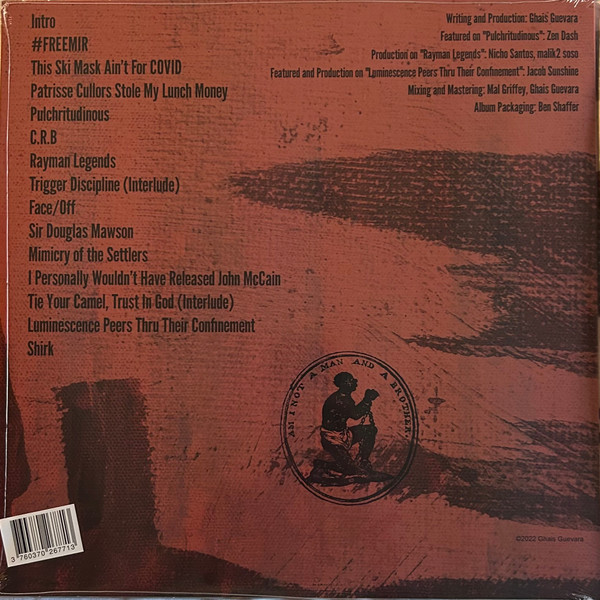 Intro
#FREEMIR
This Ski Mask Ain't For COVID
Patrisse Cullors Stole My Lunch Money
Pulchritudinous
C.R.B
Rayman Legends
Trigger Discipline (Interlude)
Face/Off
Sir Douglas Mawson
Mimicry of the Settlers
I Personally Wouldn't Have Released John McCain
Tie Your Camel, Trust In God (Interlude)
Luminescence Peers Thru Their Confinement
Shirk
Writing and Production: Ghais Guevara
Featured on "Pulchritudinous": Zen Dash
Production on "Rayman Legends": Nicho Santos, malik2 soso
Featured and Production on "Luminescence Peers Thru Their Confinement": Jacob Sunshine
Mixing and Mastering: Mal Griffey, Ghais Guevara
Album Packaging: Ben Shaffer
AM I NOT A MAN AND A BROTHER
3 760370 267713
©2022 Ghais Guevara